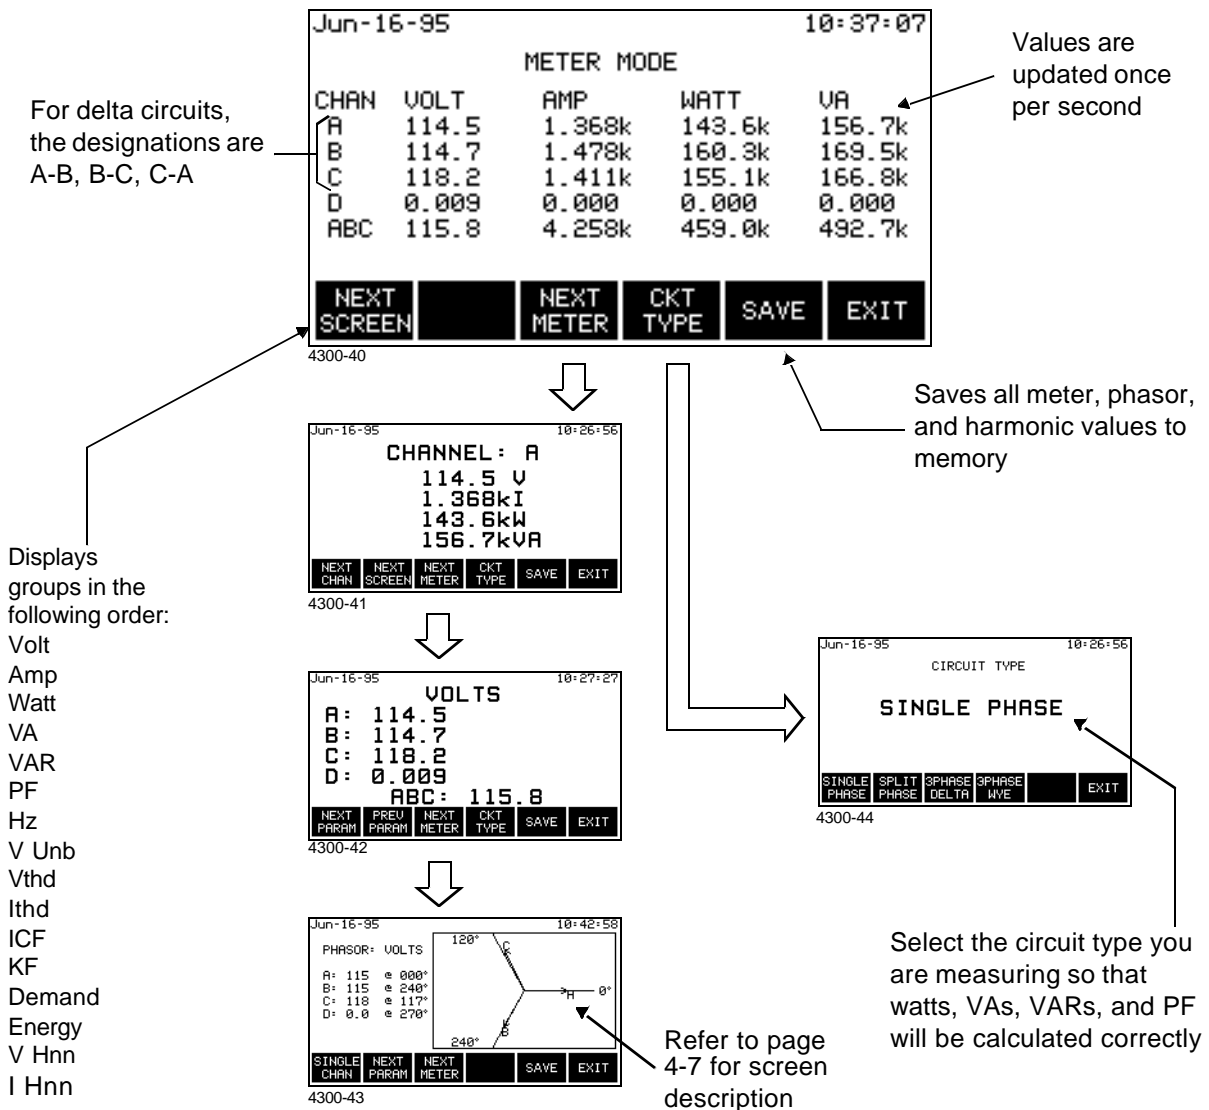 Jun-16-95 10:37:07
METER MODE
CHAN VOLT AMP WATT VA
A 114.5 1.368k 143.6k 156.7k
B 114.7 1.478k 160.3k 169.5k
C 118.2 1.411k 155.1k 166.8k
D 0.009 0.000 0.000 0.000
ABC 115.8 4.258k 459.0k 492.7k
NEXT SCREEN NEXT METER CKT TYPE SAVE EXIT
4300-40
For delta circuits,
the designations are
A-B, B-C, C-A
Values are
updated once
per second
Saves all meter, phasor,
and harmonic values to
memory
Jun-16-95 10:26:56
CHANNEL: A
114.5 V
1.368kI
143.6kW
156.7kVA
NEXT CHAN NEXT SCREEN NEXT METER CKT TYPE SAVE EXIT
4300-41
Displays
groups in the
following order:
Volt
Amp
Watt
VA
VAR
PF
Hz
V Unb
Vthd
Ithd
ICF
KF
Demand
Energy
V Hnn
I Hnn
Jun-16-95 10:27:27
VOLTS
A: 114.5
B: 114.7
C: 118.2
D: 0.009
ABC: 115.8
NEXT PARAM PREV PARAM NEXT METER CKT TYPE SAVE EXIT
4300-42
Jun-16-95 10:26:56
CIRCUIT TYPE
SINGLE PHASE
SINGLE PHASE SPLIT PHASE 3PHASE DELTA 3PHASE WYE EXIT
4300-44
Jun-16-95 10:42:58
PHASOR: VOLTS
A: 115 @ 000°
B: 115 @ 240°
C: 118 @ 117°
D: 0.0 @ 270°
120°
C
A
0°
B
240°
SINGLE CHAN NEXT PARAM NEXT METER SAVE EXIT
4300-43
Refer to page
4-7 for screen
description
Select the circuit type you
are measuring so that
watts, VAs, VARs, and PF
will be calculated correctly